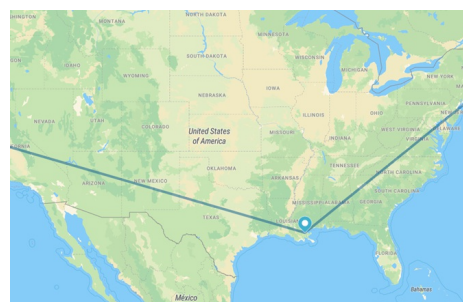 NORTH DAKOTA
MONTANA
MINNESOTA
SOUTH DAKOTA
WISCONSIN
IDAHO
MICHIGAN
WYOMING
NEW YORK
IOWA
NEBRASKA
PENNSYLVANIA
ILLINOIS
OHIO
NEVADA
UTAH
COLORADO
United States
of America
MISSOURI
INDIANA
WEST VIRGINIA
VIRGINIA
DELAWARE
TENNESSEE
NORTH CAROLINA
OKLAHOMA
ARKANSAS
ARIZONA
NEW MEXICO
SOUTH CAROLINA
MISSISSIPPI
ALABAMA
GEORGIA
TEXAS
FLORIDA
México
Bahamas